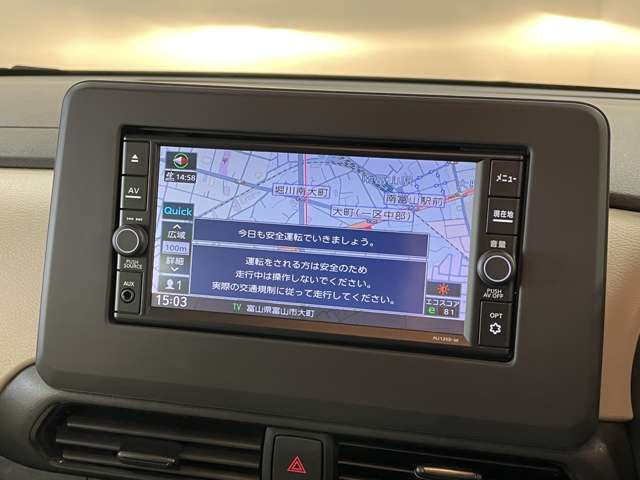 AV
PUSH
SOURCE
AUX
14:58
Quick
広域
100m
詳細
1
15:03
堀川南大町
南富山駅前
大町(一区中部)
今日も安全運転でいきましょう。
運転をされる方は安全のため
走行中は操作しないでください。
実際の交通規制に従って走行してください。
TV 富山県富山市大町
エコスコア
e 81
メニュー
現在地
音量
PUSH
AV OFF
OPT